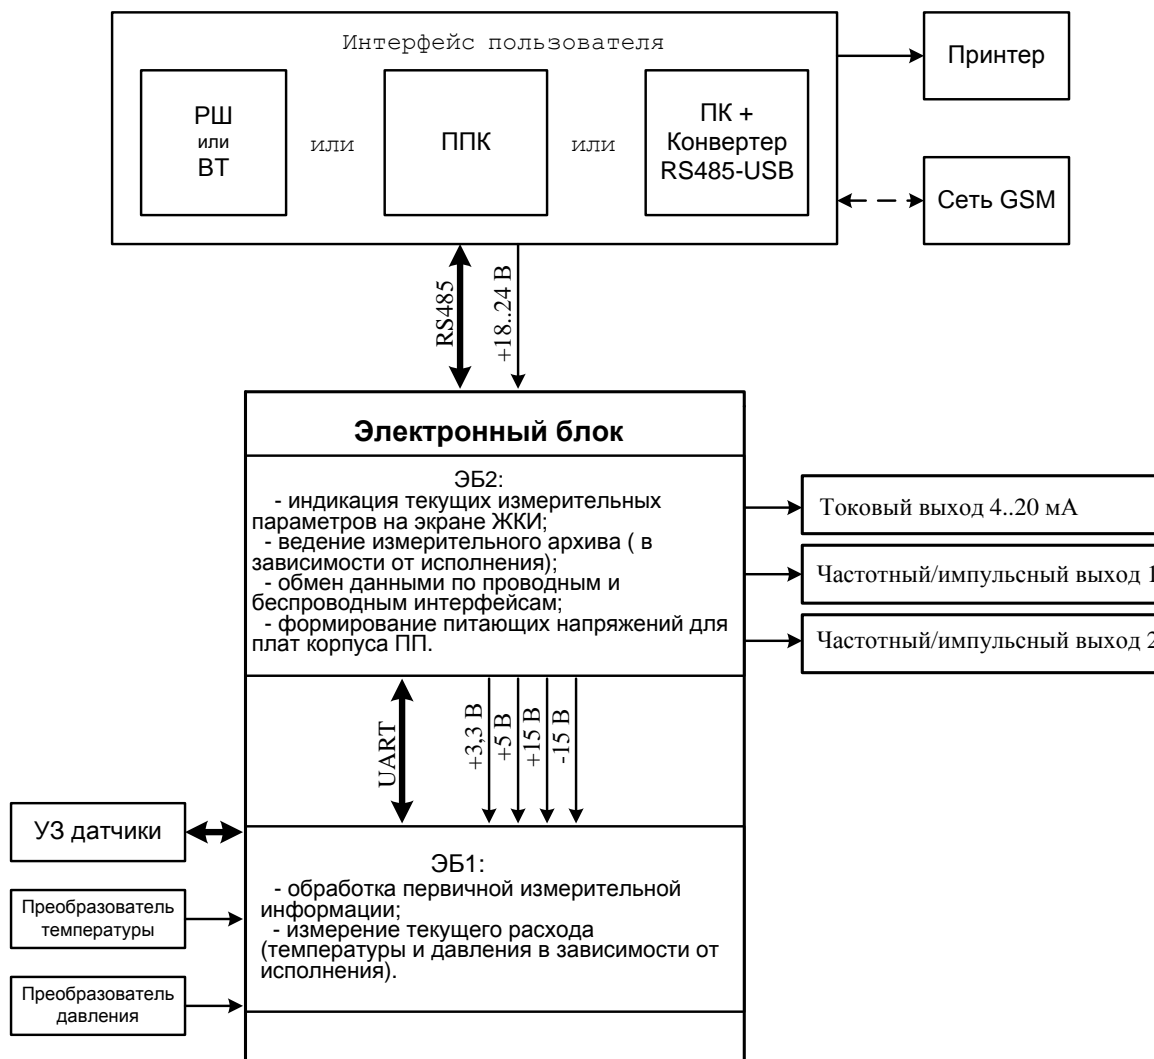 Интерфейс пользователя
РШ
или
ВТ
или
ППК
или
ПК +
Конвертер
RS485-USB
Принтер
Сеть GSM
RS485
+18..24 В
Электронный блок
ЭБ2:
- индикация текущих измерительных
параметров на экране ЖКИ;
- ведение измерительного архива ( в
зависимости от исполнения);
- обмен данными по проводным и
беспроводным интерфейсам;
- формирование питающих напряжений для
плат корпуса ПП.
Токовый выход 4..20 мА
Частотный/импульсный выход 1
Частотный/импульсный выход 2
UART
+3,3 В
+5 В
+15 В
-15 В
УЗ датчики
Преобразователь
температуры
Преобразователь
давления
ЭБ1:
- обработка первичной измерительной
информации;
- измерение текущего расхода
(температуры и давления в зависимости от
исполнения).